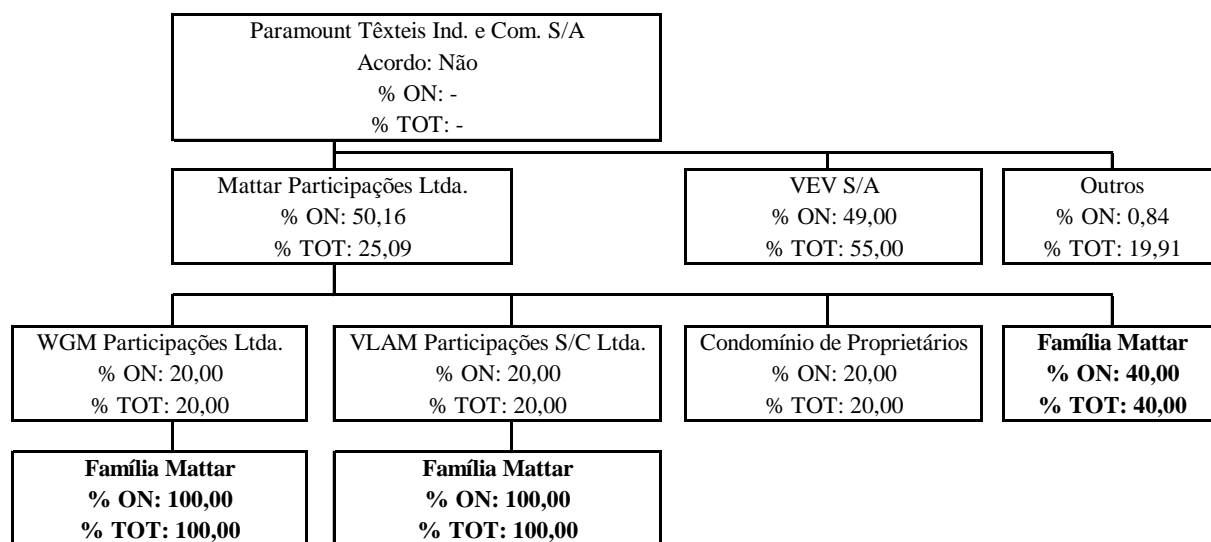 Paramount Têxteis Ind. e Com. S/A
Acordo: Não
% ON: -
% TOT: -
Mattar Participações Ltda.
% ON: 50,16
% TOT: 25,09
VEV S/A
% ON: 49,00
% TOT: 55,00
Outros
% ON: 0,84
% TOT: 19,91
WGM Participações Ltda.
% ON: 20,00
% TOT: 20,00
VLAM Participações S/C Ltda.
% ON: 20,00
% TOT: 20,00
Condomínio de Proprietários
% ON: 20,00
% TOT: 20,00
Família Mattar
% ON: 40,00
% TOT: 40,00
Família Mattar
% ON: 100,00
% TOT: 100,00
Família Mattar
% ON: 100,00
% TOT: 100,00